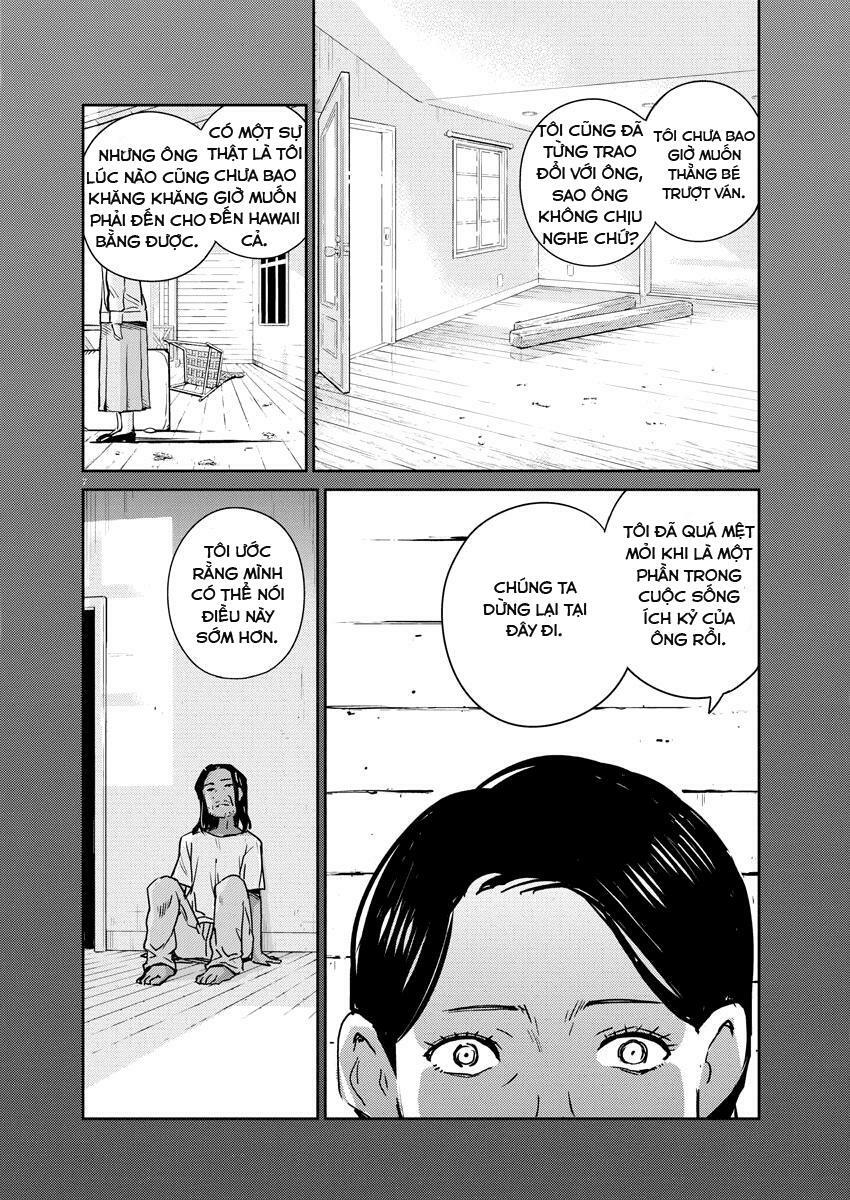 TÔI CHƯA BAO
GIỜ MUỐN
THẰNG BÉ
TRƯỢT VÁN.
TÔI CŨNG ĐÃ
TỪNG TRAO
ĐỔI VỚI ÔNG,
SAO ÔNG
KHÔNG CHỊU
NGHE CHỨ?
CÓ MỘT SỰ
THẬT LÀ TÔI
CHƯA BAO
GIỜ MUỐN
ĐẾN HAWAII
CẢ.
NHƯNG ÔNG
LÚC NÀO CŨNG
KHĂNG KHĂNG
PHẢI ĐẾN CHO
BẰNG ĐƯỢC.
TÔI ĐÃ QUÁ MỆT
MỎI KHI LÀ MỘT
PHẦN TRONG
CUỘC SỐNG
ÍCH KỶ CỦA
ÔNG RỒI.
CHÚNG TA
DỪNG LẠI TẠI
ĐÂY ĐI.
TÔI ƯỚC
RẰNG MÌNH
CÓ THỂ NÓI
ĐIỀU NÀY
SỚM HƠN.